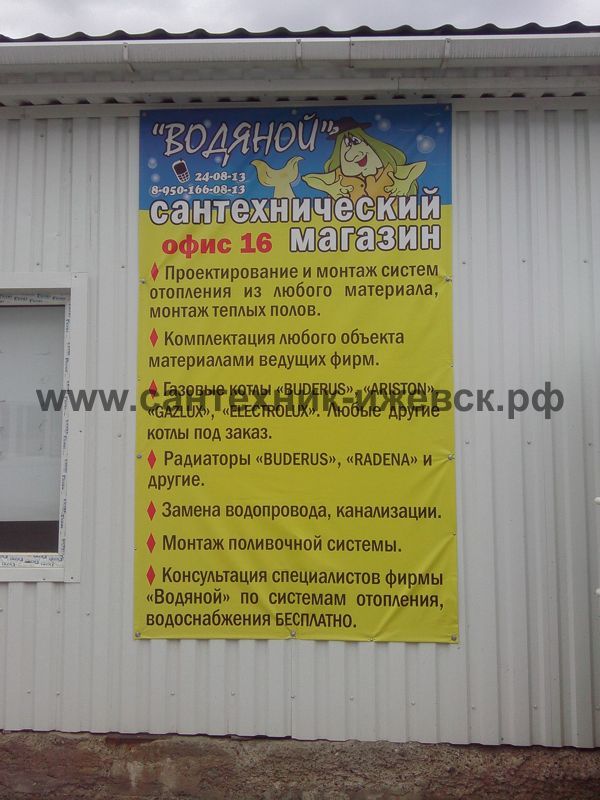 "ВОДЯНОЙ"
24-08-13
8-950-166-08-13
сантехнический
офис 16 магазин
Проектирование и монтаж систем
отопления из любого материала,
монтаж теплых полов.
Комплектация любого объекта
материалами ведущих фирм.
Газовые котлы «BUDERUS», «ARISTON»,
www.сантехник-ижевск.рф
«GAZLUX», «ELECTROLUX». Любые другие
котлы под заказ.
Радиаторы «BUDERUS», «RADENA» и
другие.
Замена водопровода, канализации.
Монтаж поливочной системы.
Консультация специалистов фирмы
«Водяной» по системам отопления,
водоснабжения БЕСПЛАТНО.